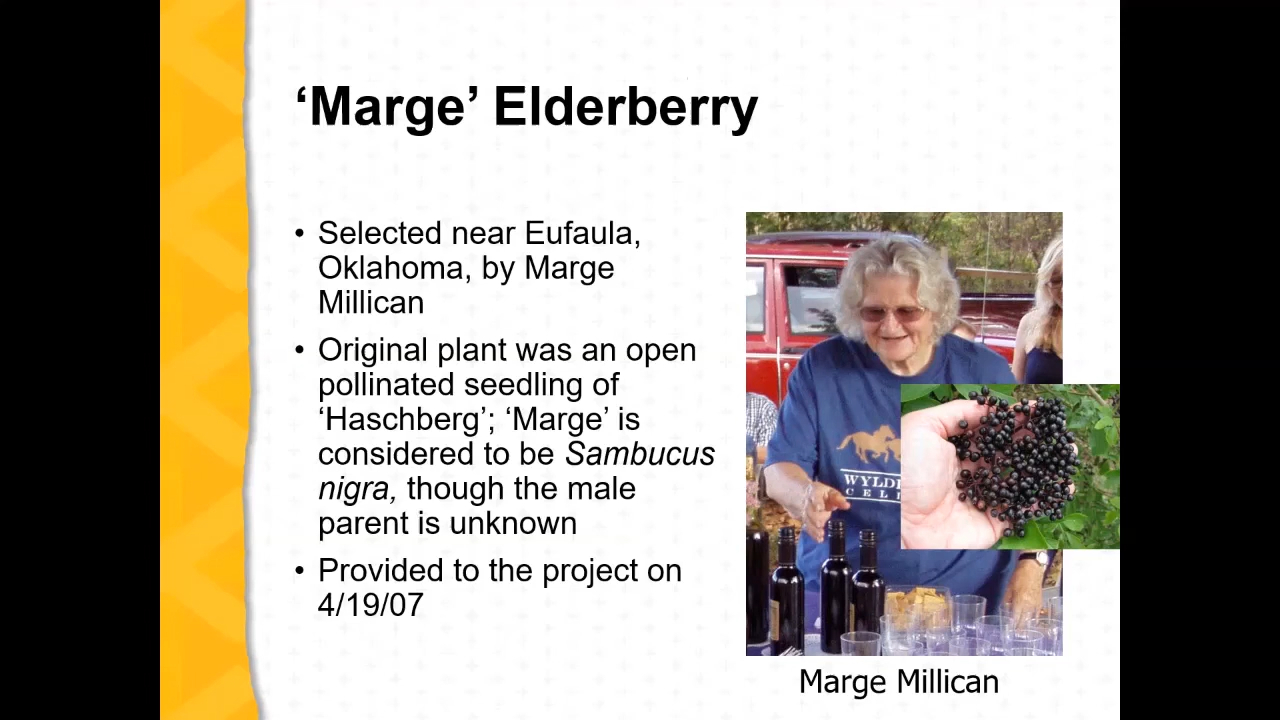 ‘Marge’ Elderberry
• Selected near Eufaula,
Oklahoma, by Marge
Millican
• Original plant was an open
pollinated seedling of
‘Haschberg’; ‘Marge’ is
considered to be Sambucus
nigra, though the male
parent is unknown
• Provided to the project on
4/19/07
Marge Millican